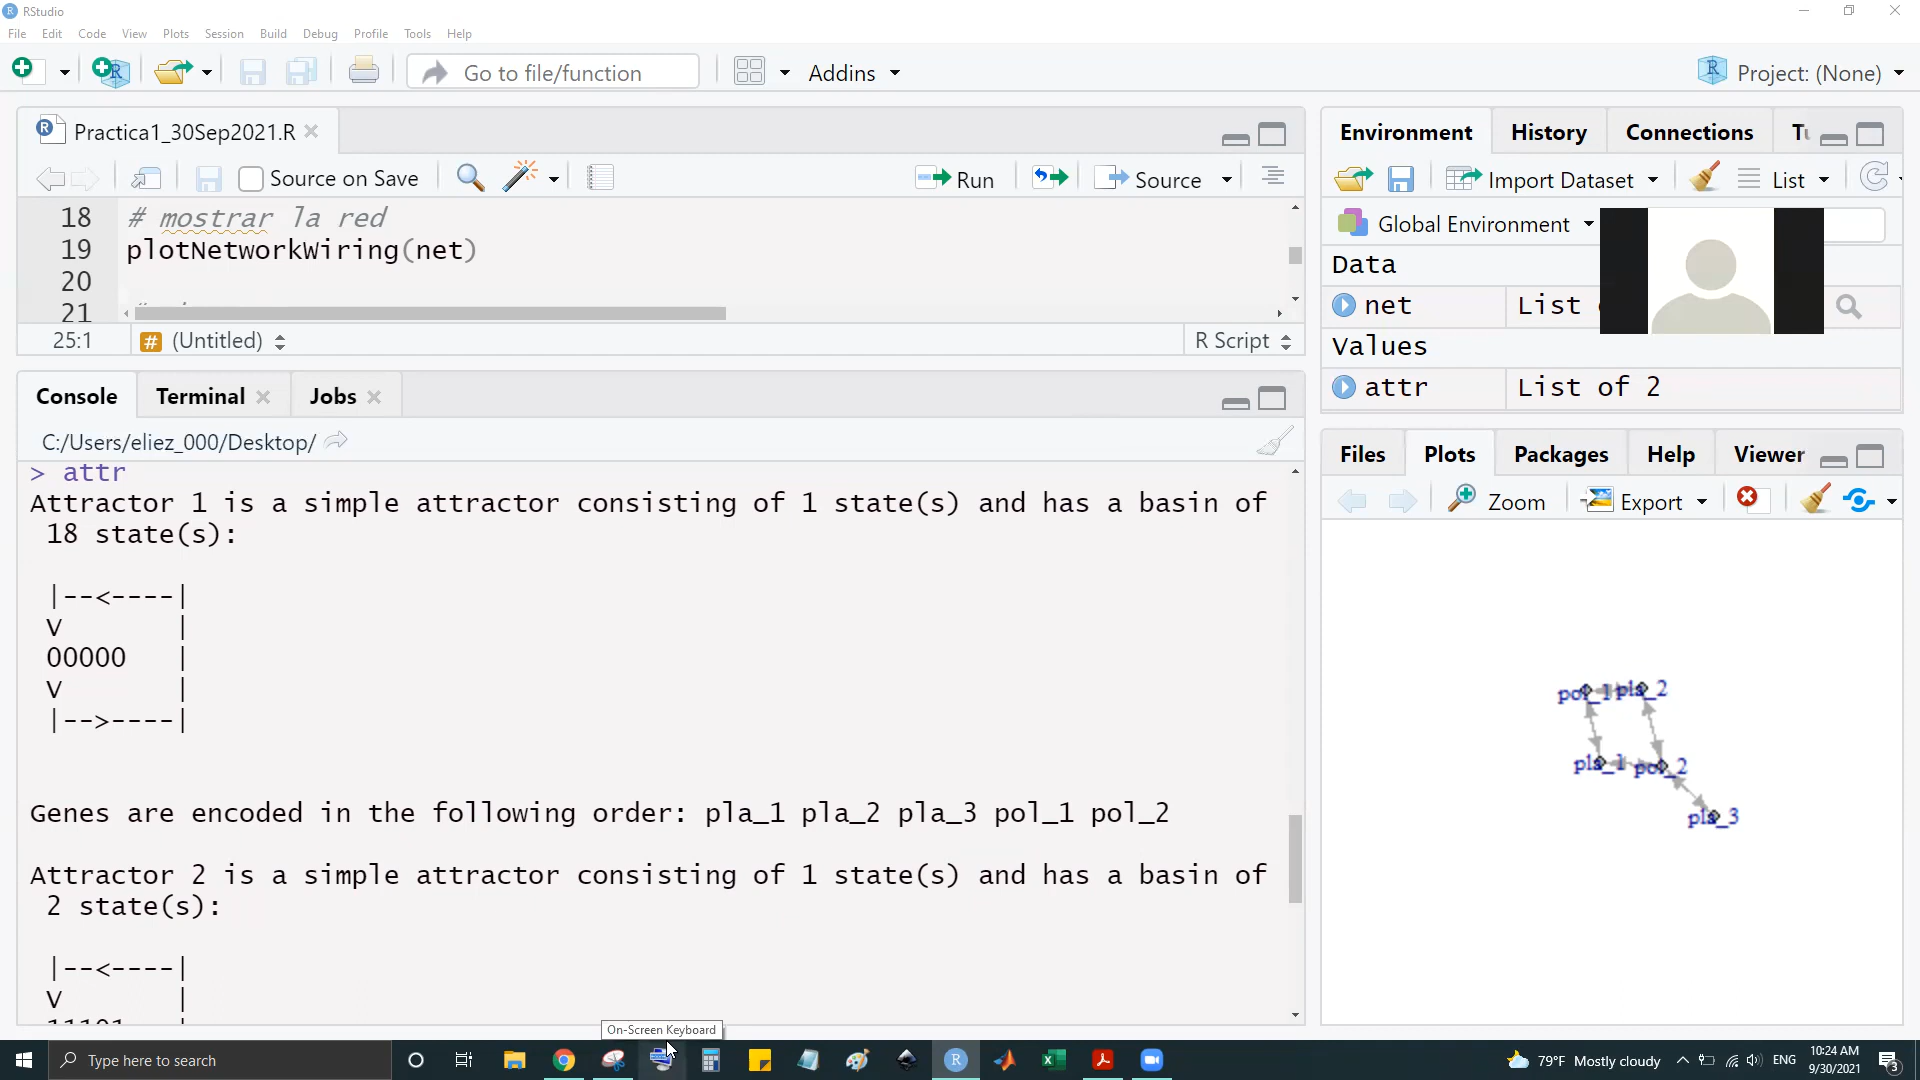 RStudio
File Edit Code View Plots Session Build Debug Profile Tools Help
Go to file/function Addins Project: (None)
Practica1_30Sep2021.R
Source on Save Run Source
18 # mostrar la red
19 plotNetworkWiring(net)
20
21
25:1 # (Untitled) R Script
Console Terminal Jobs
C:/Users/eliez_000/Desktop/
> attr
Attractor 1 is a simple attractor consisting of 1 state(s) and has a basin of
18 state(s):
|--<----|
V |
00000 |
V |
|-->----|
Genes are encoded in the following order: pla_1 pla_2 pla_3 pol_1 pol_2
Attractor 2 is a simple attractor consisting of 1 state(s) and has a basin of
2 state(s):
|--<----|
V |
Environment History Connections
Import Dataset List
Global Environment
Data
net List
Values
attr List of 2
Files Plots Packages Help Viewer
Zoom Export
pol_1 pla_2
pla_1 pol_2
pla_3
On-Screen Keyboard
Type here to search
79°F Mostly cloudy ENG 10:24 AM
9/30/2021
3